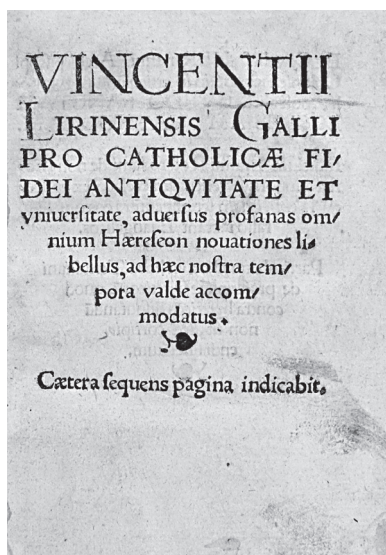 VINCENTII
LIRINENSIS GALLI
PRO CATHOLICÆ FI/
DEI ANTIQVITATE ET
vniuersitate, aduersus profanas om/
nium Hæreseon nouationes li/
bellus, ad hæc nostra tem/
pora valde accom/
modatus.
Cætera sequens pagina indicabit.